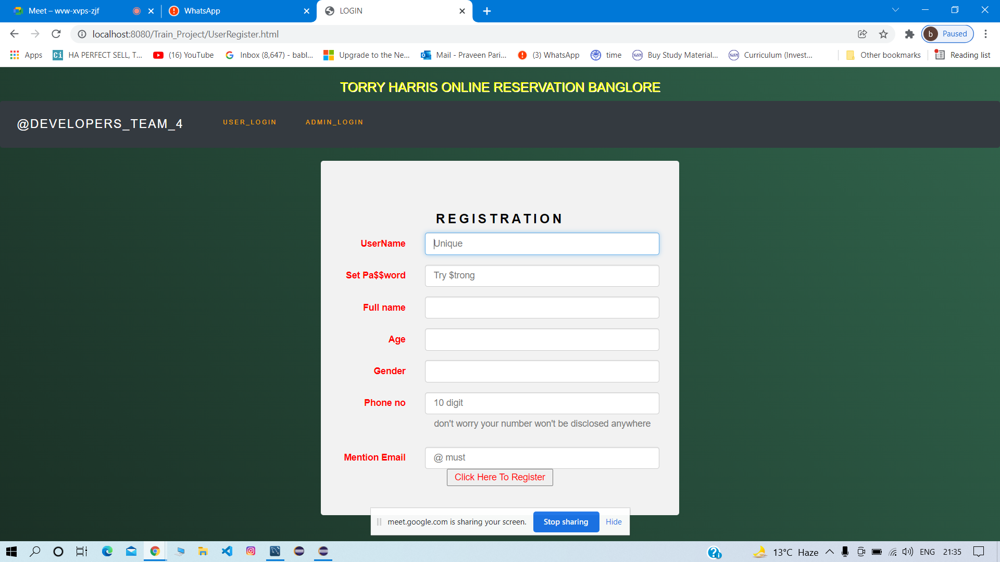 Meet – wvw-xvps-zjf
WhatsApp
LOGIN
localhost:8080/Train_Project/UserRegister.html
b Paused
Apps
Ci HA PERFECT SELL, T...
(16) YouTube
Inbox (8,647) - babl...
Upgrade to the Ne...
Mail - Praveen Pari...
(3) WhatsApp
time
Buy Study Material...
Curriculum (Invest...
Other bookmarks
Reading list
TORRY HARRIS ONLINE RESERVATION BANGLORE
@DEVELOPERS_TEAM_4
USER_LOGIN
ADMIN_LOGIN
REGISTRATION
UserName
Unique
Set Pa$$word
Try $trong
Full name
Age
Gender
Phone no
10 digit
don't worry your number won't be disclosed anywhere
Mention Email
@ must
Click Here To Register
meet.google.com is sharing your screen.
Stop sharing
Hide
13°C Haze
ENG
21:35